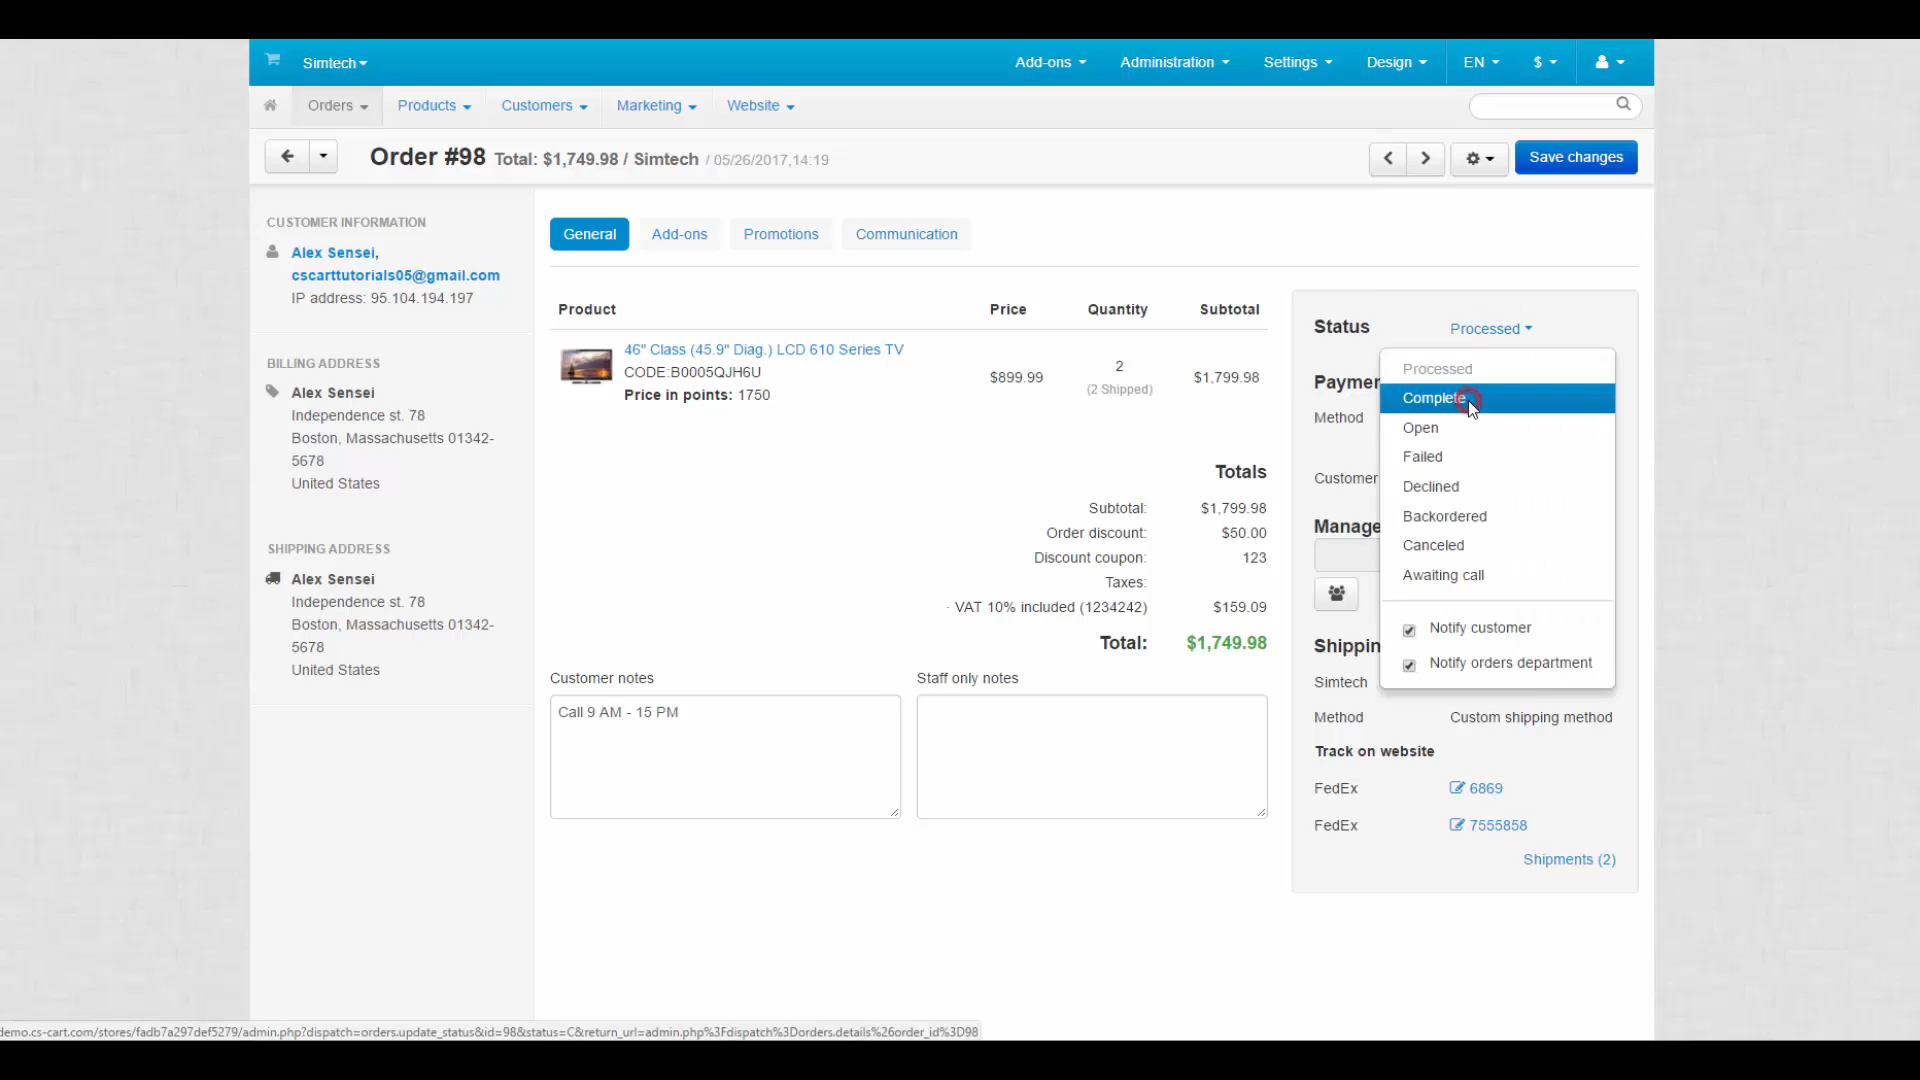 Simtech
Add-ons
Administration
Settings
Design
EN
$
Orders
Products
Customers
Marketing
Website
Order #98 Total: $1,749.98 / Simtech / 05/26/2017,14:19
Save changes
CUSTOMER INFORMATION
Alex Sensei,
cscarttutorials05@gmail.com
IP address: 95.104.194.197
BILLING ADDRESS
Alex Sensei
Independence st. 78
Boston, Massachusetts 01342-
5678
United States
SHIPPING ADDRESS
Alex Sensei
Independence st. 78
Boston, Massachusetts 01342-
5678
United States
General
Add-ons
Promotions
Communication
Product Price Quantity Subtotal
46" Class (45.9" Diag.) LCD 610 Series TV
CODE:B0005QJH6U
Price in points: 1750
$899.99
2
(2 Shipped)
$1,799.98
Totals
Subtotal: $1,799.98
Order discount: $50.00
Discount coupon: 123
Taxes:
· VAT 10% included (1234242) $159.09
Total: $1,749.98
Customer notes
Call 9 AM - 15 PM
Staff only notes
Status Processed
Processed
Complete
Open
Failed
Declined
Backordered
Canceled
Awaiting call
Notify customer
Notify orders department
Paymen
Method
Customer
Manage
Shippin
Simtech
Method Custom shipping method
Track on website
FedEx 6869
FedEx 7555858
Shipments (2)
demo.cs-cart.com/stores/fadb7a297def5279/admin.php?dispatch=orders.update_status&id=98&status=C&return_url=admin.php%3Fdispatch%3Dorders.details%26order_id%3D98